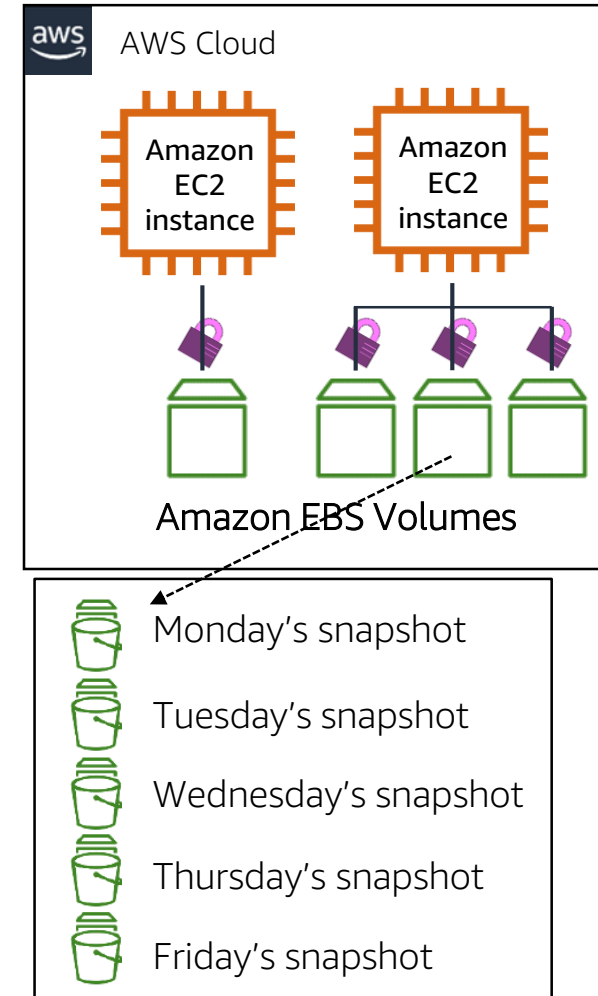 aws
AWS Cloud
Amazon
EC2
instance
Amazon
EC2
instance
Amazon EBS Volumes
Monday’s snapshot
Tuesday’s snapshot
Wednesday’s snapshot
Thursday’s snapshot
Friday’s snapshot